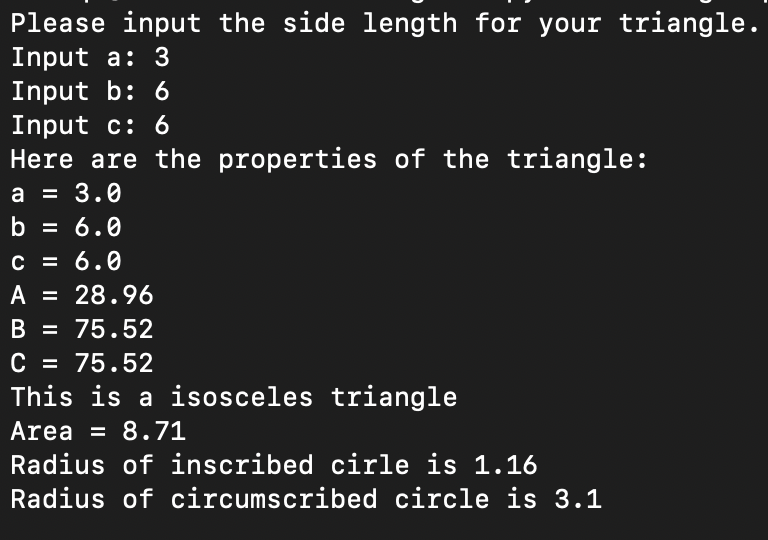 Please input the side length for your triangle.
Input a: 3
Input b: 6
Input c: 6
Here are the properties of the triangle:
a = 3.0
b = 6.0
c = 6.0
A = 28.96
B = 75.52
C = 75.52
This is a isosceles triangle
Area = 8.71
Radius of inscribed cirle is 1.16
Radius of circumscribed circle is 3.1